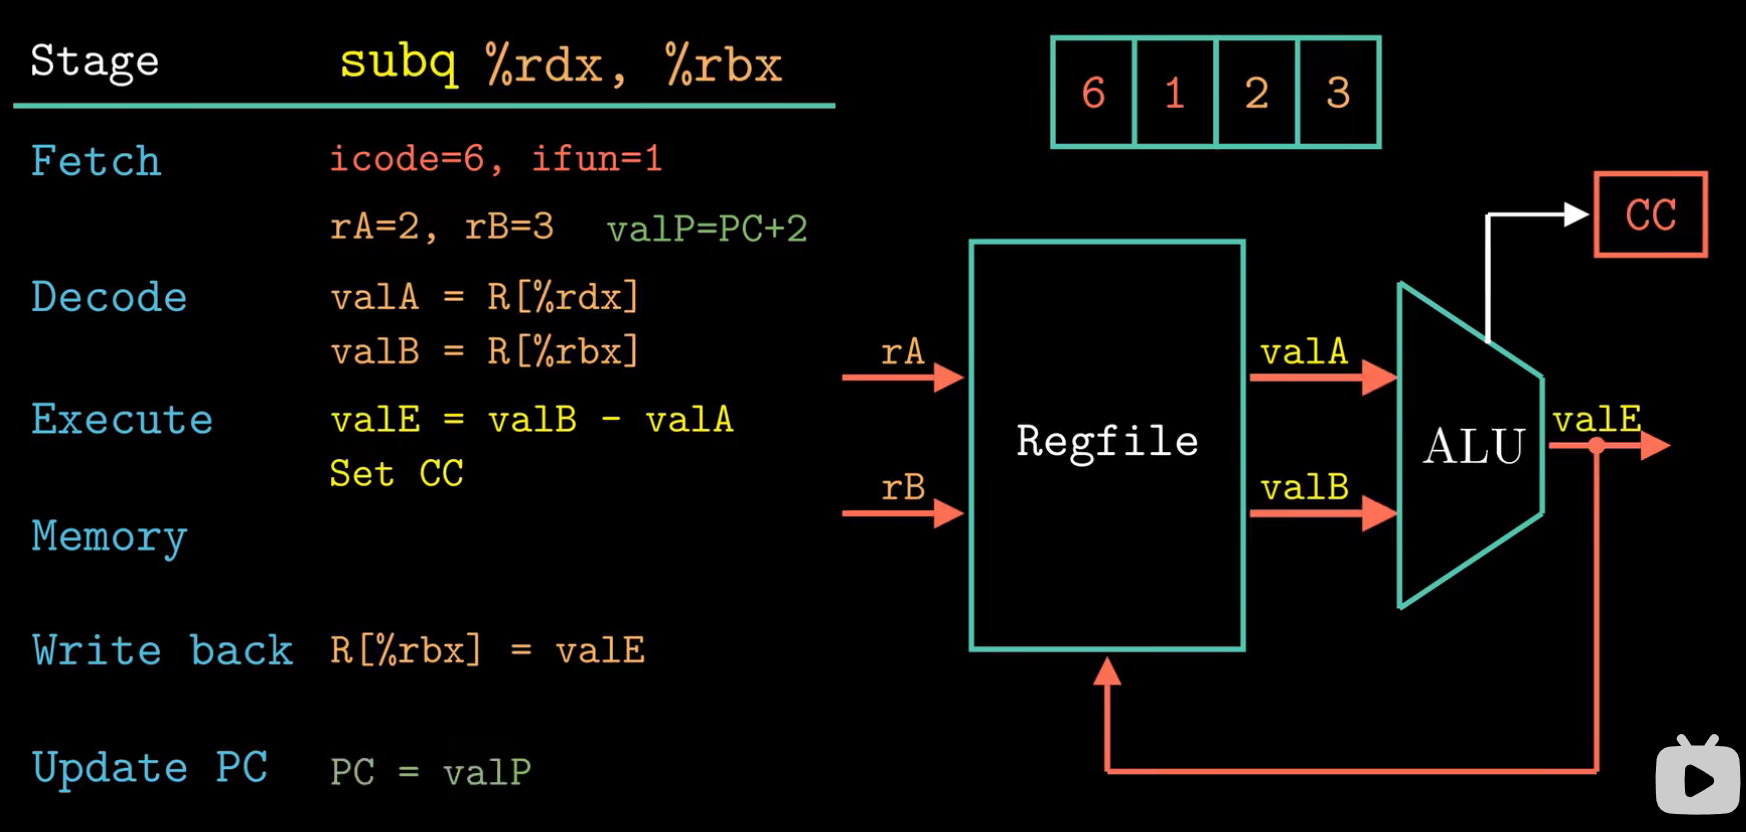 Stage subq %rdx, %rbx
6 1 2 3
Fetch icode=6, ifun=1
rA=2, rB=3 valP=PC+2
CC
Decode valA = R[%rdx]
valB = R[%rbx]
rA valA
Execute valE = valB - valA
Set CC
Regfile
ALU
valE
rB valB
Memory
Write back R[%rbx] = valE
Update PC PC = valP